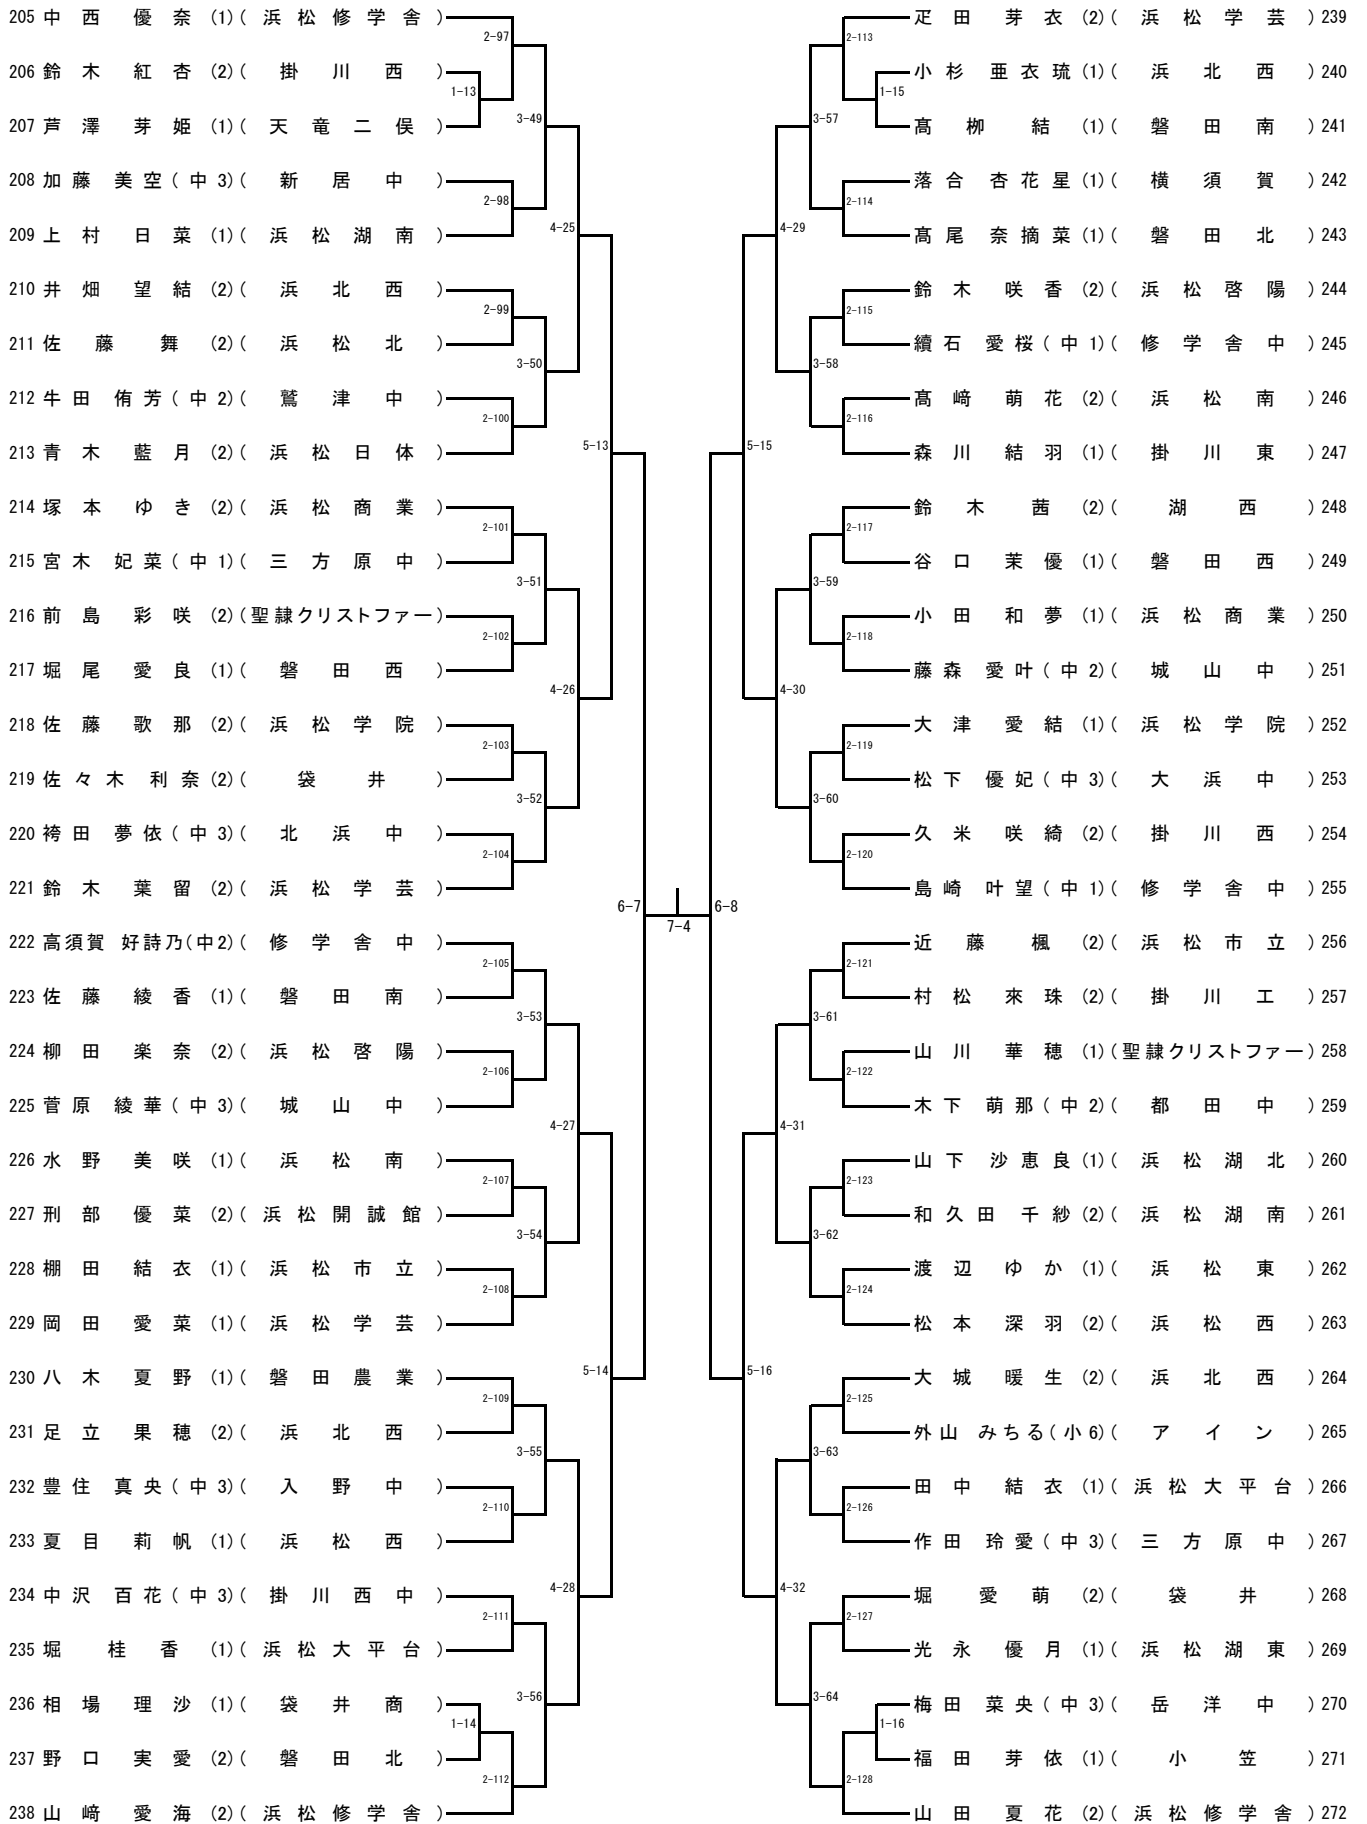 205 中西 優奈 (1)(浜松修学舎)
2-97
206 鈴木 紅杏 (2)(掛川西)
1-13
207 芦澤 芽姫 (1)(天竜二俣)
3-49
208 加藤 美空(中3)(新居中)
2-98
209 上村 日菜 (1)(浜松湖南)
4-25
210 井畑 望結 (2)(浜北西)
2-99
211 佐藤 舞 (2)(浜松北)
3-50
212 牛田 侑芳(中2)(鷲津中)
2-100
213 青木 藍月 (2)(浜松日体)
5-13
214 塚本 ゆき (2)(浜松商業)
2-101
215 宮木 妃菜(中1)(三方原中)
3-51
216 前島 彩咲 (2)(聖隷クリストファー)
2-102
217 堀尾 愛良 (1)(磐田西)
4-26
218 佐藤 歌那 (2)(浜松学院)
2-103
219 佐々木 利奈 (2)(袋井)
3-52
220 袴田 夢依(中3)(北浜中)
2-104
221 鈴木 葉留 (2)(浜松学芸)
6-7
222 高須賀 好詩乃(中2)(修学舎中)
2-105
223 佐藤 綾香 (1)(磐田南)
3-53
224 柳田 楽奈 (2)(浜松啓陽)
2-106
225 菅原 綾華(中3)(城山中)
4-27
226 水野 美咲 (1)(浜松南)
2-107
227 刑部 優菜 (2)(浜松開誠館)
3-54
228 棚田 結衣 (1)(浜松市立)
2-108
229 岡田 愛菜 (1)(浜松学芸)
5-14
230 八木 夏野 (1)(磐田農業)
2-109
231 足立 果穂 (2)(浜北西)
3-55
232 豊住 真央(中3)(入野中)
2-110
233 夏目 莉帆 (1)(浜松西)
4-28
234 中沢 百花(中3)(掛川西中)
2-111
235 堀 桂香 (1)(浜松大平台)
3-56
236 相場 理沙 (1)(袋井商)
1-14
237 野口 実愛 (2)(磐田北)
2-112
238 山﨑 愛海 (2)(浜松修学舎)
7-4
疋田 芽衣 (2)(浜松学芸) 239
2-113
小杉 亜衣琉 (1)(浜北西) 240
1-15
髙栁 結 (1)(磐田南) 241
3-57
落合 杏花星 (1)(横須賀) 242
2-114
髙尾 奈摘菜 (1)(磐田北) 243
4-29
鈴木 咲香 (2)(浜松啓陽) 244
2-115
續石 愛桜(中1)(修学舎中) 245
3-58
髙﨑 萌花 (2)(浜松南) 246
2-116
森川 結羽 (1)(掛川東) 247
5-15
鈴木 茜 (2)(湖西) 248
2-117
谷口 茉優 (1)(磐田西) 249
3-59
小田 和夢 (1)(浜松商業) 250
2-118
藤森 愛叶(中2)(城山中) 251
4-30
大津 愛結 (1)(浜松学院) 252
2-119
松下 優妃(中3)(大浜中) 253
3-60
久米 咲綺 (2)(掛川西) 254
2-120
島崎 叶望(中1)(修学舎中) 255
6-8
近藤 楓 (2)(浜松市立) 256
2-121
村松 來珠 (2)(掛川工) 257
3-61
山川 華穂 (1)(聖隷クリストファー) 258
2-122
木下 萌那(中2)(都田中) 259
4-31
山下 沙恵良 (1)(浜松湖北) 260
2-123
和久田 千紗 (2)(浜松湖南) 261
3-62
渡辺 ゆか (1)(浜松東) 262
2-124
松本 深羽 (2)(浜松西) 263
5-16
大城 暖生 (2)(浜北西) 264
2-125
外山 みちる(小6)(アイン) 265
3-63
田中 結衣 (1)(浜松大平台) 266
2-126
作田 玲愛(中3)(三方原中) 267
4-32
堀 愛萌 (2)(袋井) 268
2-127
光永 優月 (1)(浜松湖東) 269
3-64
梅田 菜央(中3)(岳洋中) 270
1-16
福田 芽依 (1)(小笠) 271
2-128
山田 夏花 (2)(浜松修学舎) 272